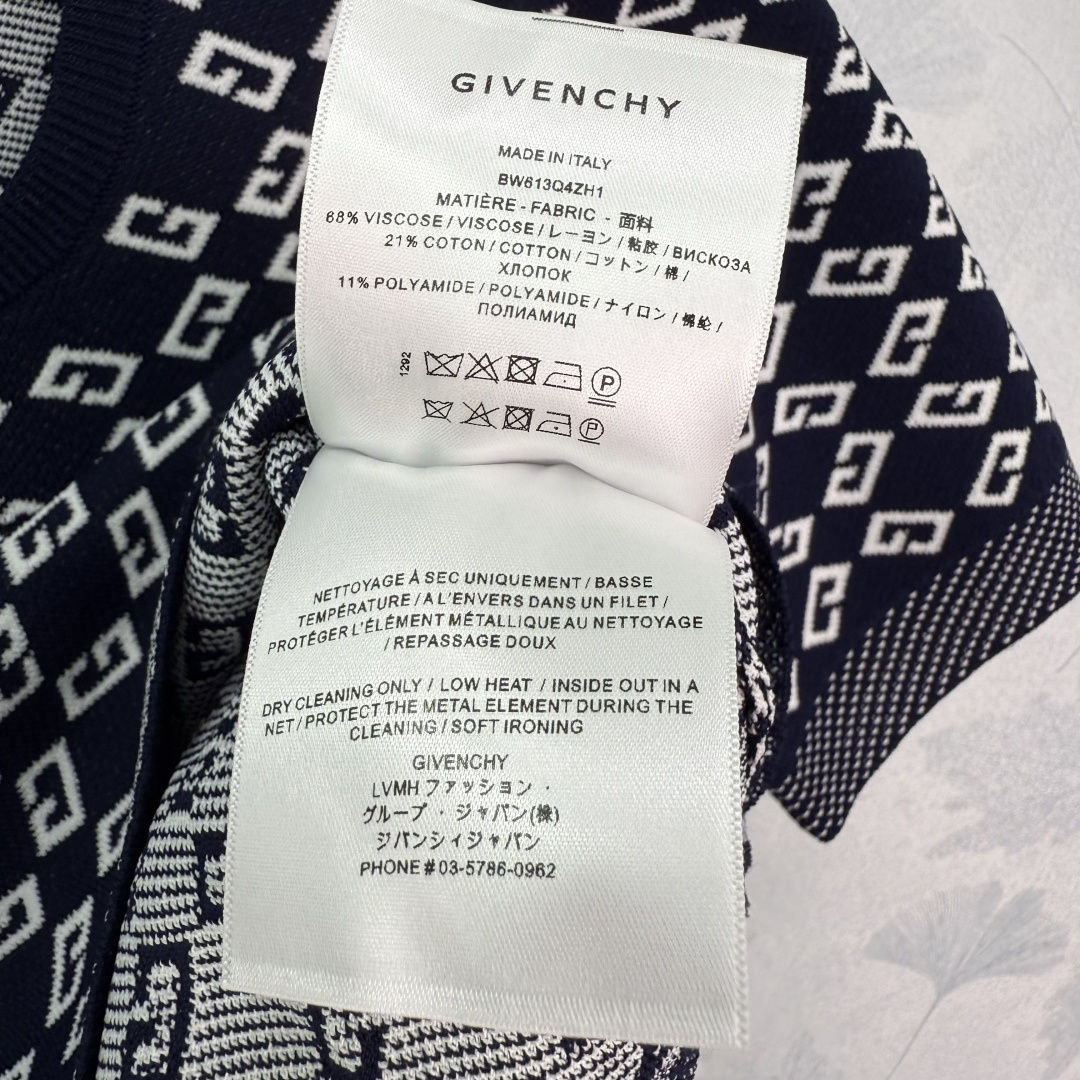 GIVENCHY
MADE IN ITALY
BW613Q4ZH1
MATIÈRE - FABRIC - 面料
68% VISCOSE / VISCOSE / レーヨン / 粘胶 / ВИСКОЗА
21% COTON / COTTON / コットン / 棉 /
ХЛОПОК
11% POLYAMIDE / POLYAMIDE / ナイロン / 锦纶 /
ПОЛИАМИД
1292
P
P
NETTOYAGE À SEC UNIQUEMENT / BASSE
TEMPÉRATURE / A L'ENVERS DANS UN FILET /
PROTÉGER L'ÉLÉMENT MÉTALLIQUE AU NETTOYAGE
/ REPASSAGE DOUX
DRY CLEANING ONLY / LOW HEAT / INSIDE OUT IN A
NET / PROTECT THE METAL ELEMENT DURING THE
CLEANING / SOFT IRONING
GIVENCHY
LVMH ファッション ・
グループ ・ ジャパン(株)
ジバンシィジャパン
PHONE # 03-5786-0962